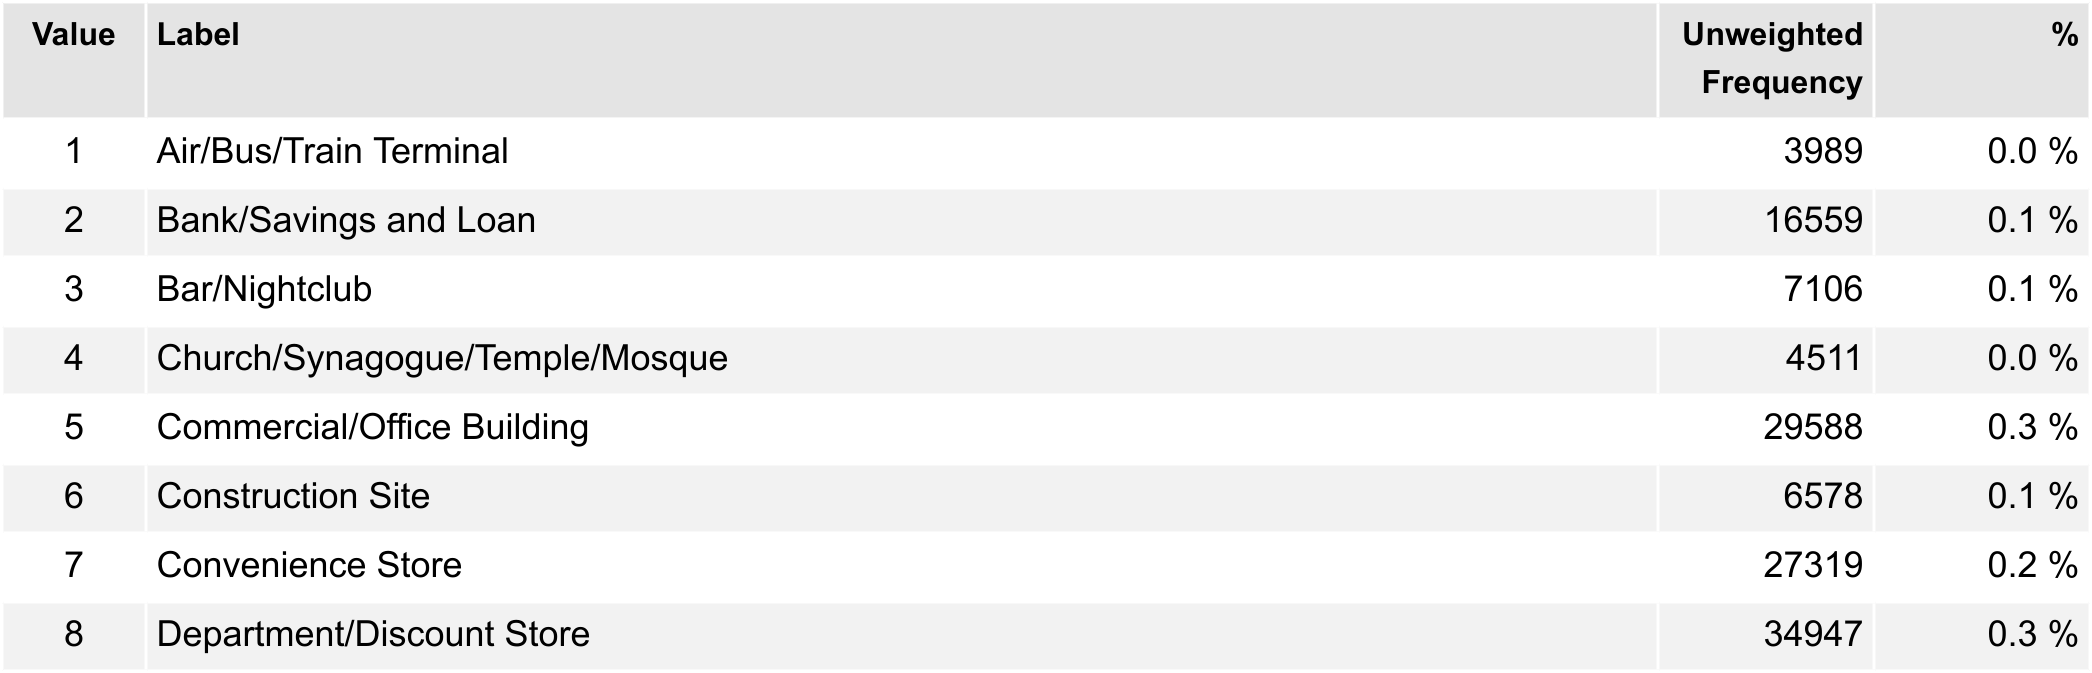 Value Label Unweighted Frequency %
1 Air/Bus/Train Terminal 3989 0.0 %
2 Bank/Savings and Loan 16559 0.1 %
3 Bar/Nightclub 7106 0.1 %
4 Church/Synagogue/Temple/Mosque 4511 0.0 %
5 Commercial/Office Building 29588 0.3 %
6 Construction Site 6578 0.1 %
7 Convenience Store 27319 0.2 %
8 Department/Discount Store 34947 0.3 %